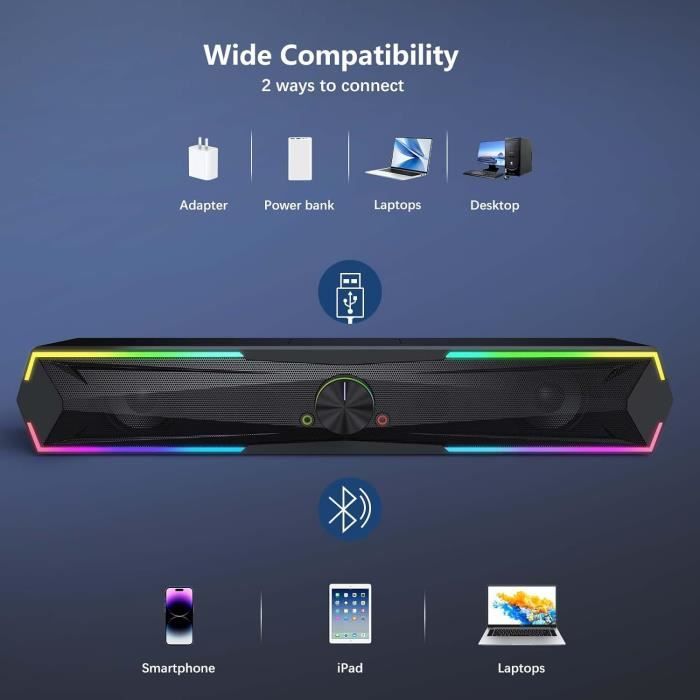 Wide Compatibility
2 ways to connect
Adapter
Power bank
Laptops
Desktop
Smartphone
iPad
Laptops